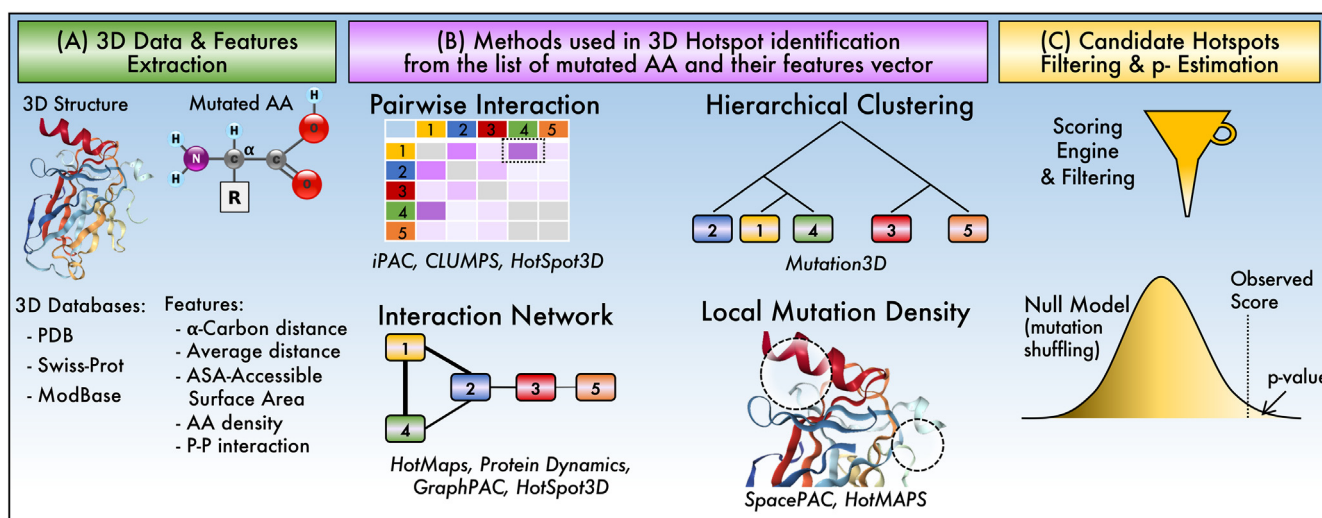 (A) 3D Data & Features
Extraction
3D Structure
Mutated AA
H
H
H
O
N
C
α
C
H
R
O
3D Databases:
- PDB
- Swiss-Prot
- ModBase
Features:
- α-Carbon distance
- Average distance
- ASA-Accessible
Surface Area
- AA density
- P-P interaction
(B) Methods used in 3D Hotspot identification
from the list of mutated AA and their features vector
Pairwise Interaction
1 2 3 4 5
1
2
3
4
5
iPAC, CLUMPS, HotSpot3D
Hierarchical Clustering
2 1 4 3 5
Mutation3D
Interaction Network
1
2 3 5
4
HotMaps, Protein Dynamics,
GraphPAC, HotSpot3D
Local Mutation Density
SpacePAC, HotMAPS
(C) Candidate Hotspots
Filtering & p- Estimation
Scoring
Engine
& Filtering
Null Model
(mutation
shuffling)
Observed
Score
p-value